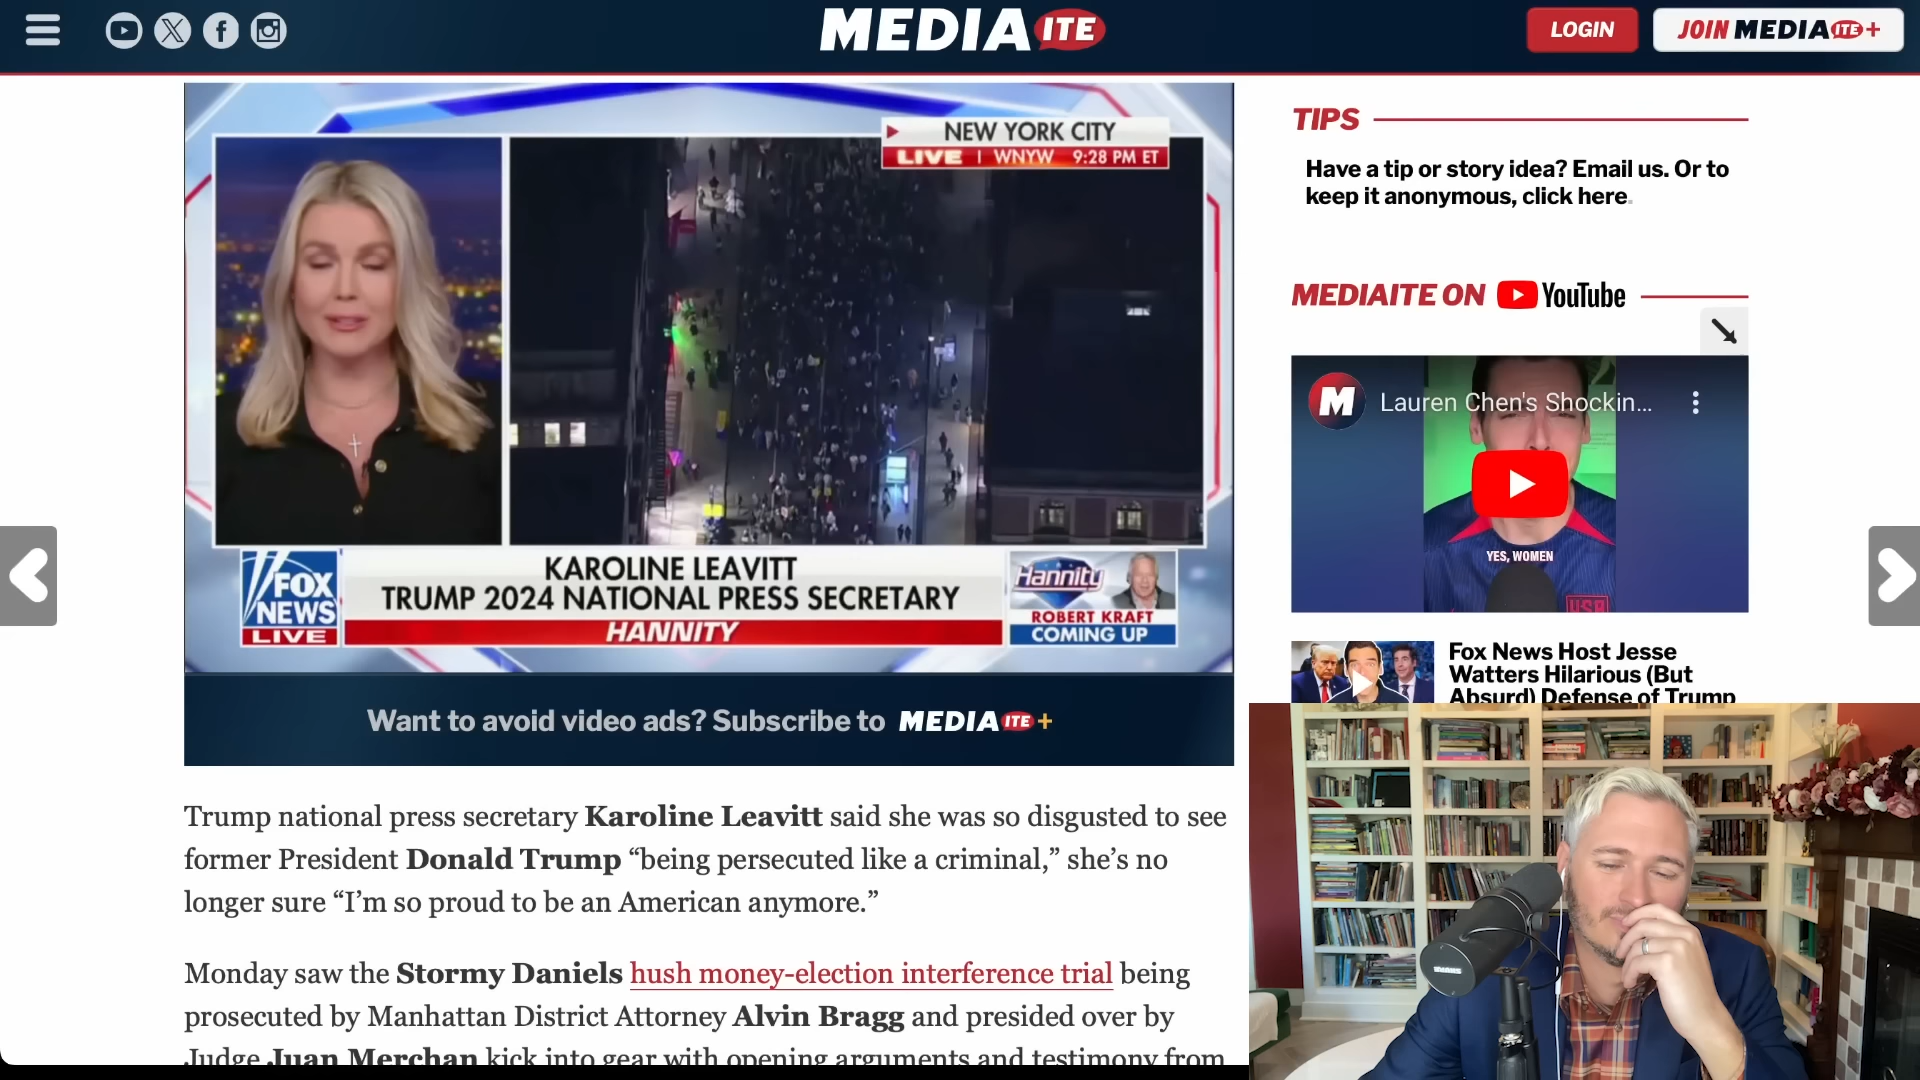 MEDIAITE
LOGIN
JOIN MEDIAITE+
NEW YORK CITY
LIVE | WNYW 9:28 PM ET
FOX
NEWS
LIVE
KAROLINE LEAVITT
TRUMP 2024 NATIONAL PRESS SECRETARY
HANNITY
Hannity
ROBERT KRAFT
COMING UP
Want to avoid video ads? Subscribe to MEDIAITE+
Trump national press secretary Karoline Leavitt said she was so disgusted to see
former President Donald Trump “being persecuted like a criminal,” she’s no
longer sure “I’m so proud to be an American anymore.”
Monday saw the Stormy Daniels hush money-election interference trial being
prosecuted by Manhattan District Attorney Alvin Bragg and presided over by
Judge Juan Merchan kick into gear with opening arguments and testimony from
TIPS
Have a tip or story idea? Email us. Or to
keep it anonymous, click here.
MEDIAITE ON YouTube
M
Lauren Chen's Shockin...
YES, WOMEN
USA
Fox News Host Jesse
Watters Hilarious (But
Absurd) Defense of Trump